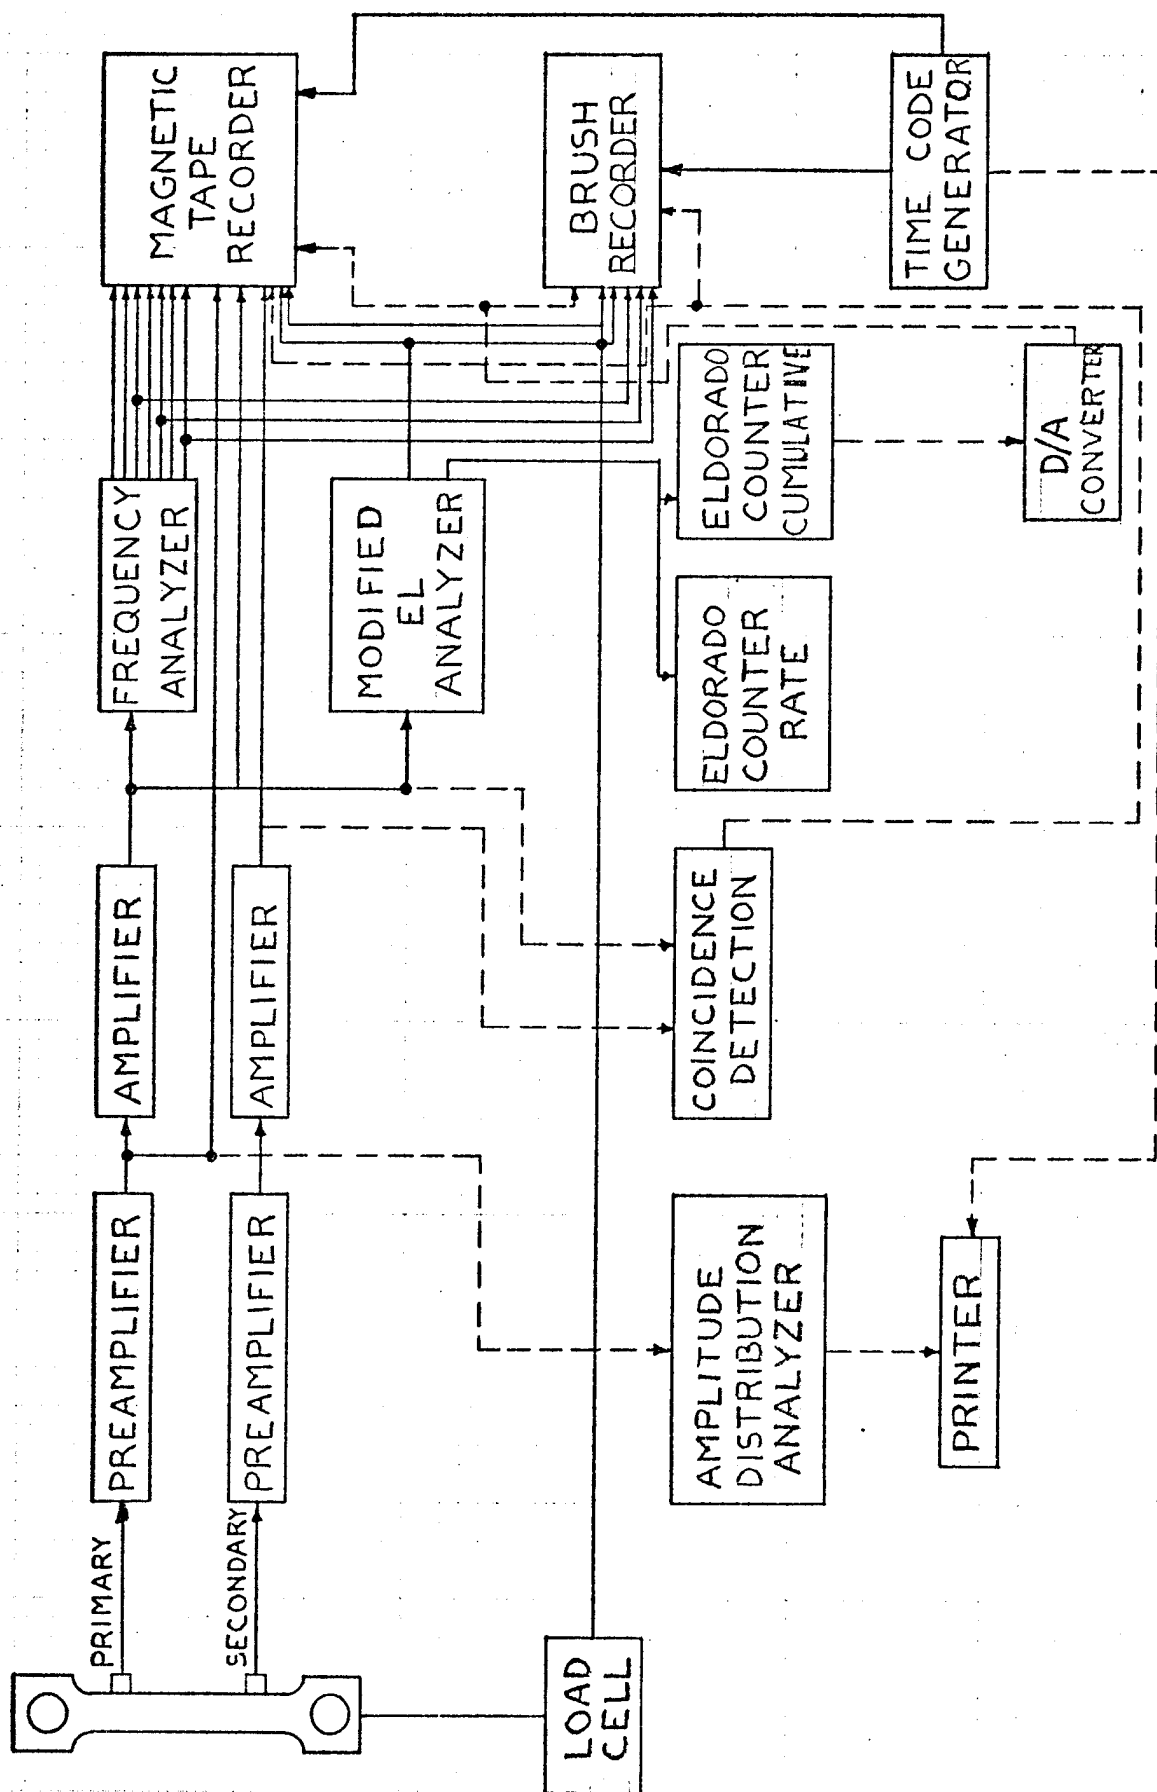 PRIMARY
SECONDARY
PREAMPLIFIER
PREAMPLIFIER
AMPLIFIER
AMPLIFIER
FREQUENCY
ANALYZER
MAGNETIC
TAPE
RECORDER
MODIFIED
EL
ANALYZER
LOAD
CELL
BRUSH
RECORDER
AMPLITUDE
DISTRIBUTION
ANALYZER
COINCIDENCE
DETECTION
ELDORADO
COUNTER
RATE
ELDORADO
COUNTER
CUMULATIVE
TIME CODE
GENERATOR
PRINTER
D/A
CONVERTER